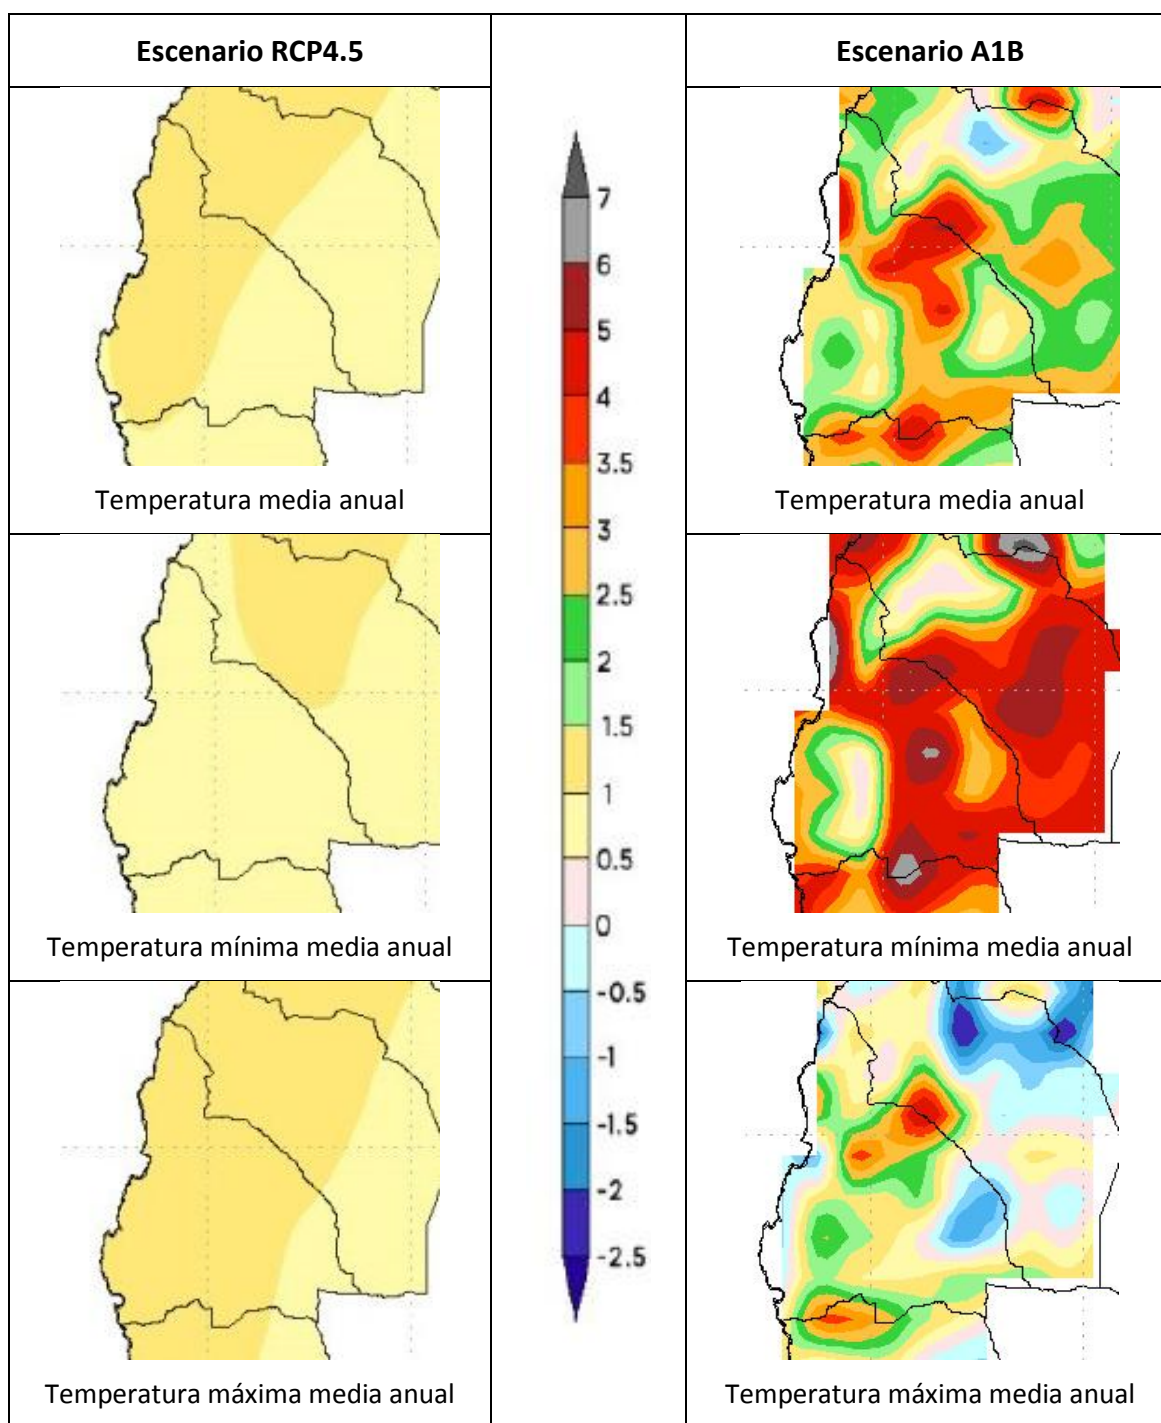 Escenario RCP4.5
Escenario A1B
7
6
5
4
3.5
3
2.5
2
1.5
1
0.5
0
-0.5
-1
-1.5
-2
-2.5
Temperatura media anual
Temperatura media anual
Temperatura mínima media anual
Temperatura mínima media anual
Temperatura máxima media anual
Temperatura máxima media anual